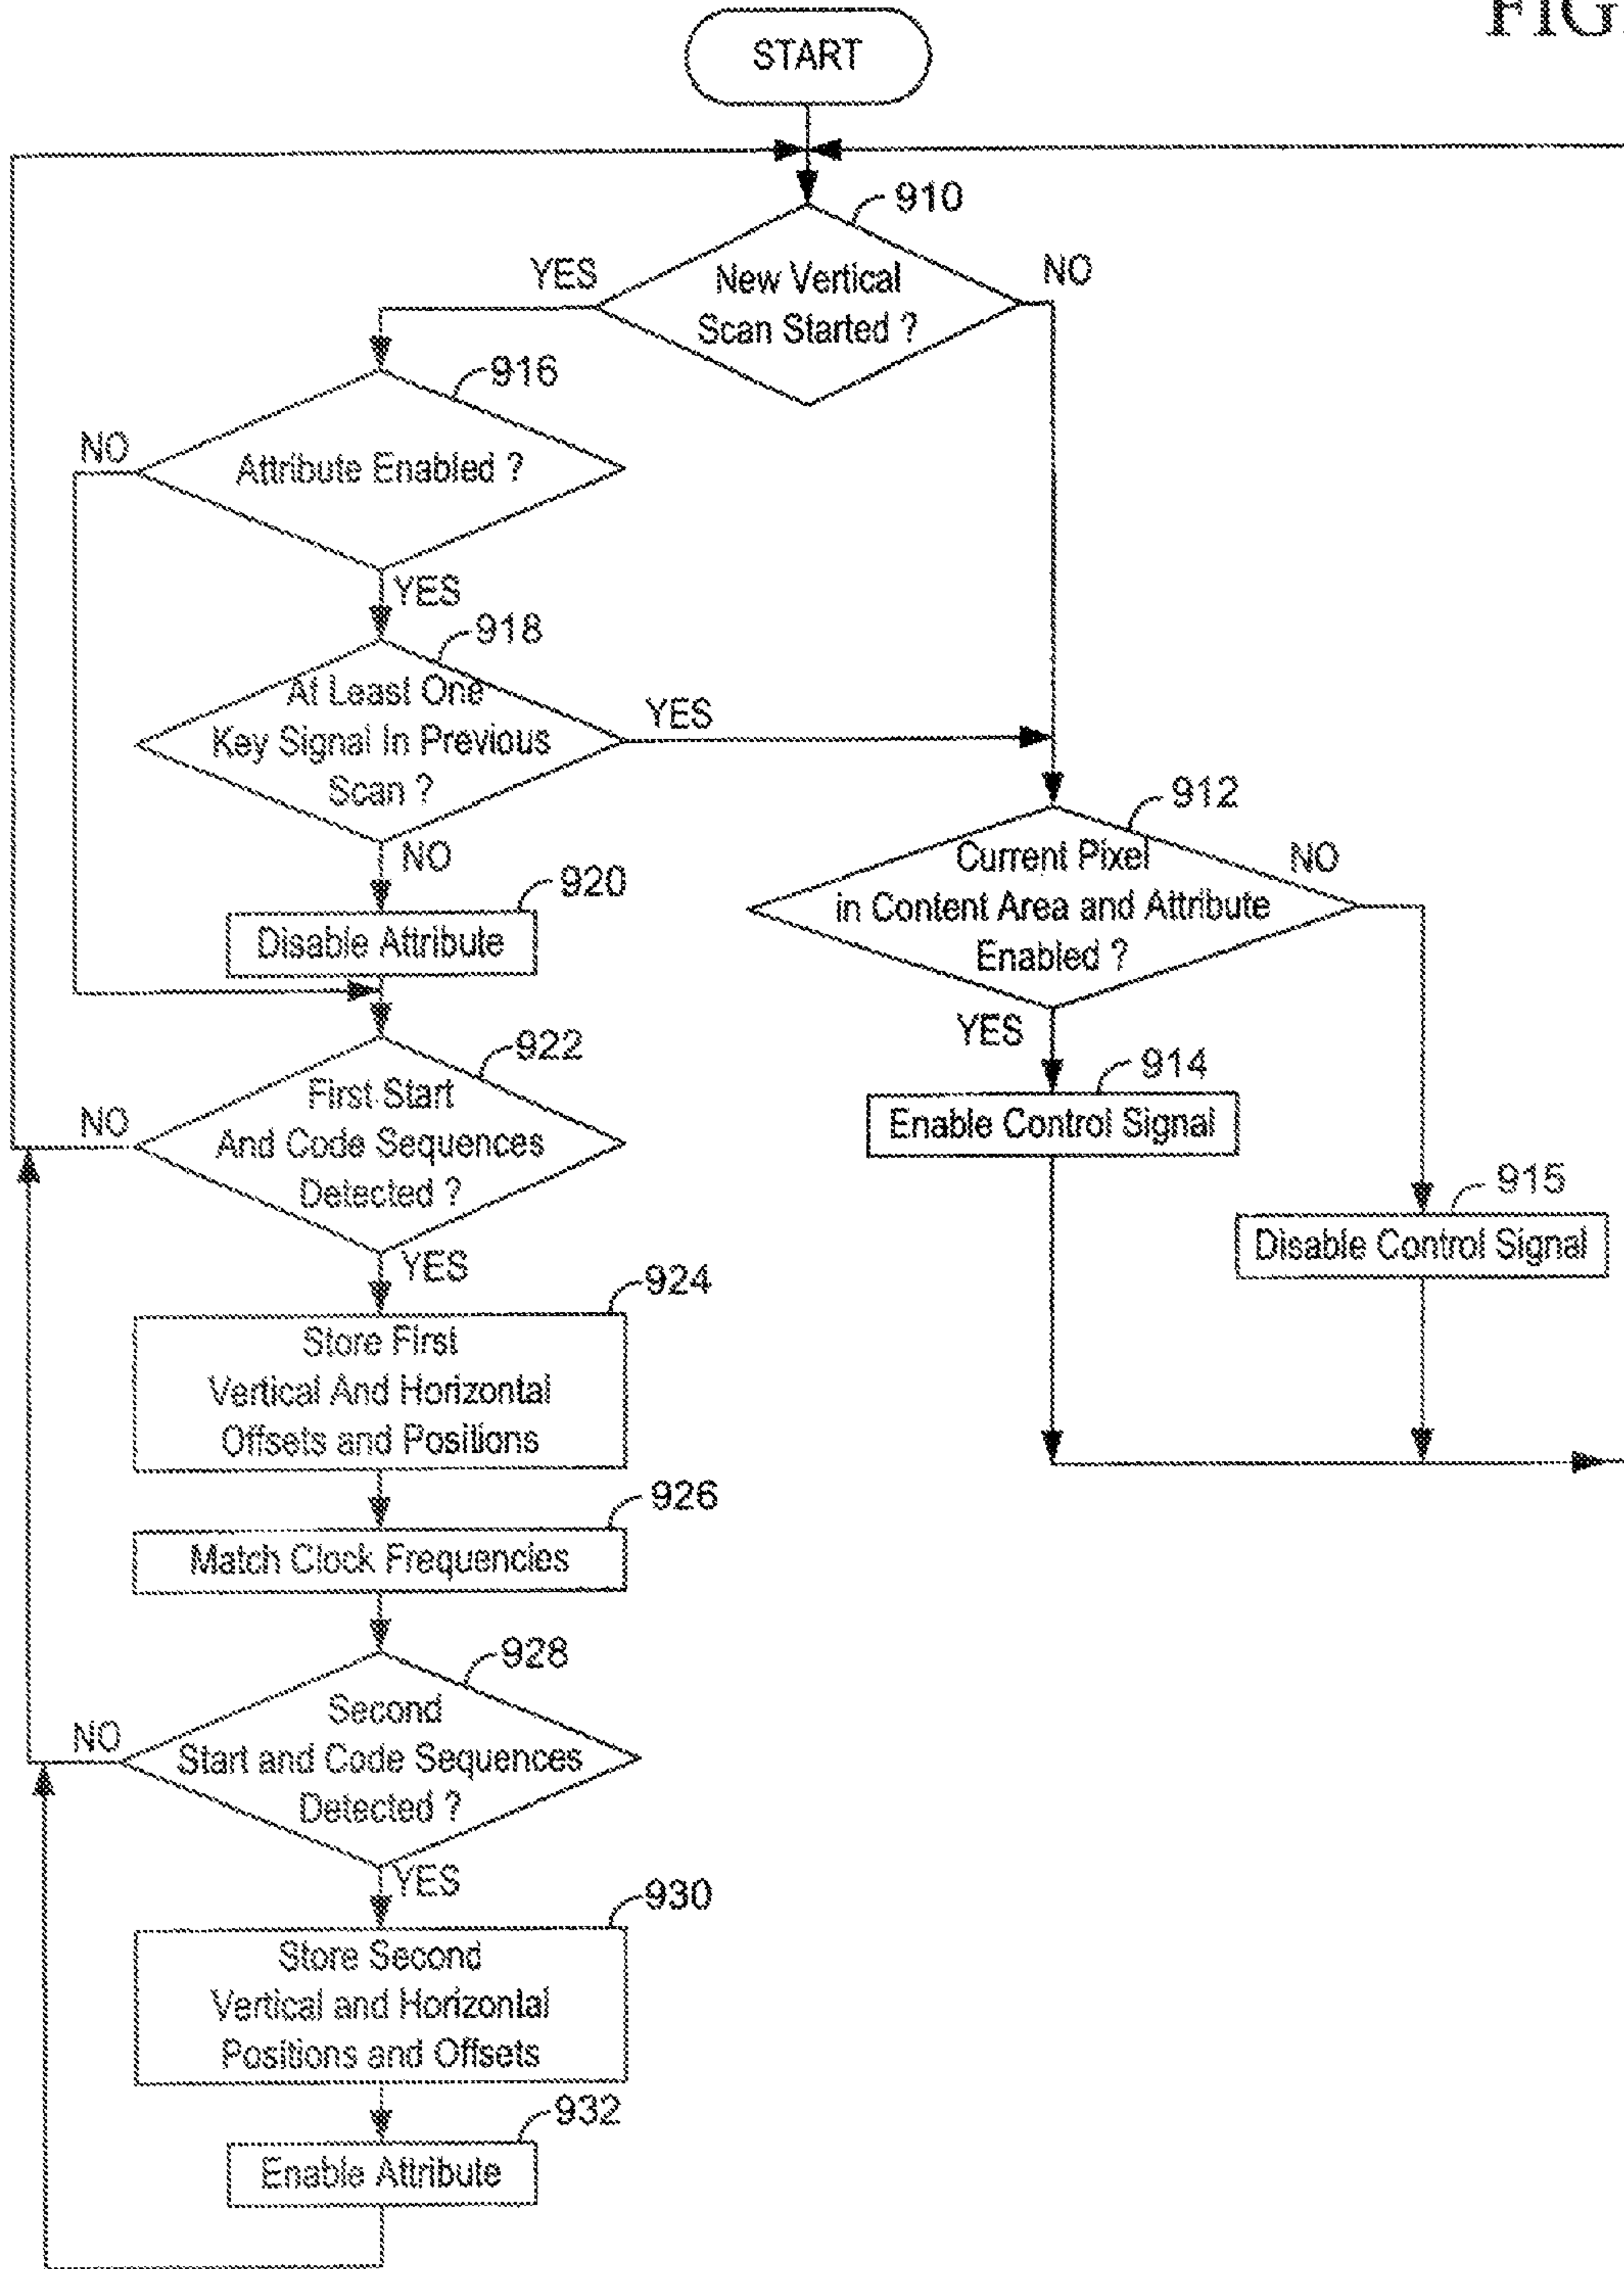 FIG
START
910
YES
New Vertical
Scan Started ?
NO
916
NO
Attribute Enabled ?
YES
918
At Least One
Key Signal In Previous
Scan ?
YES
NO
920
Disable Attribute
912
Current Pixel
in Content Area and Attribute
Enabled ?
NO
YES
914
Enable Control Signal
915
Disable Control Signal
922
First Start
And Code Sequences
Detected ?
NO
YES
924
Store First
Vertical And Horizontal
Offsets and Positions
926
Match Clock Frequencies
928
Second
Start and Code Sequences
Detected ?
NO
YES
930
Store Second
Vertical and Horizontal
Positions and Offsets
932
Enable Attribute